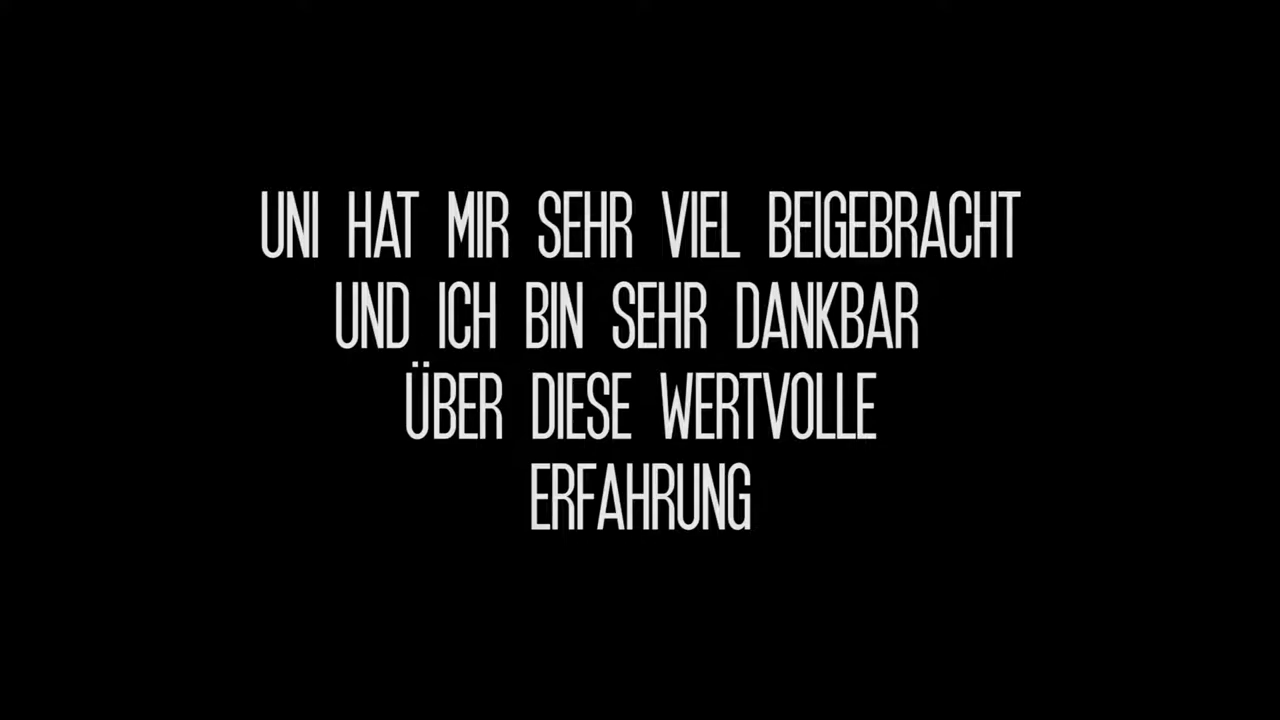 UNI HAT MIR SEHR VIEL BEIGEBRACHT
UND ICH BIN SEHR DANKBAR
ÜBER DIESE WERTVOLLE
ERFAHRUNG